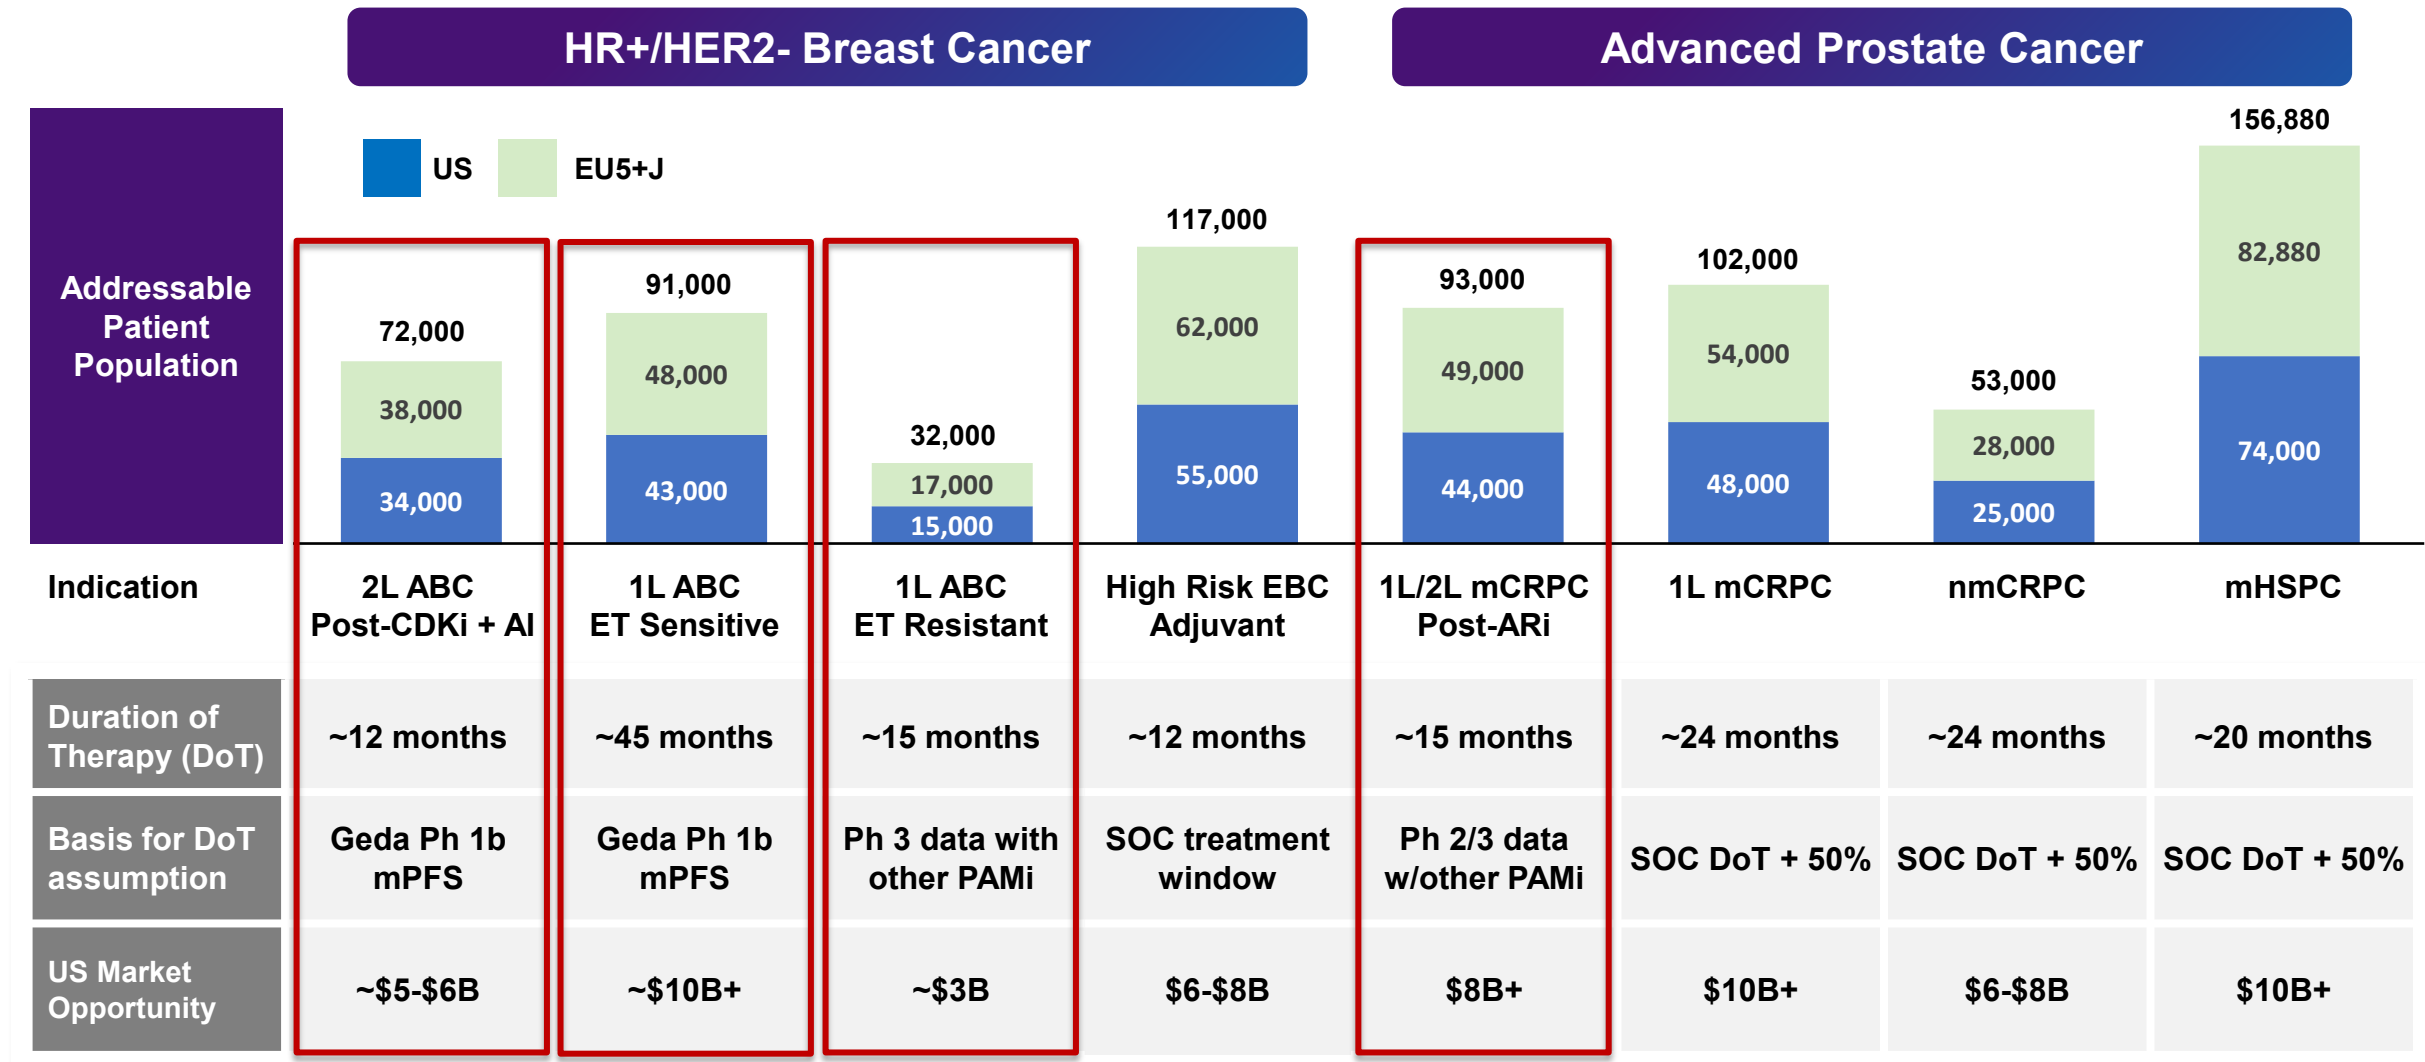 HR+/HER2- Breast Cancer
Advanced Prostate Cancer
US
EU5+J
Addressable
Patient
Population
72,000
38,000
34,000
91,000
48,000
43,000
32,000
17,000
15,000
117,000
62,000
55,000
93,000
49,000
44,000
102,000
54,000
48,000
53,000
28,000
25,000
156,880
82,880
74,000
Indication
2L ABC
Post-CDKi + AI
1L ABC
ET Sensitive
1L ABC
ET Resistant
High Risk EBC
Adjuvant
1L/2L mCRPC
Post-ARi
1L mCRPC
nmCRPC
mHSPC
Duration of
Therapy (DoT)
~12 months
~45 months
~15 months
~12 months
~15 months
~24 months
~24 months
~20 months
Basis for DoT
assumption
Geda Ph 1b
mPFS
Geda Ph 1b
mPFS
Ph 3 data with
other PAMi
SOC treatment
window
Ph 2/3 data
w/other PAMi
SOC DoT + 50%
SOC DoT + 50%
SOC DoT + 50%
US Market
Opportunity
~$5-$6B
~$10B+
~$3B
$6-$8B
$8B+
$10B+
$6-$8B
$10B+